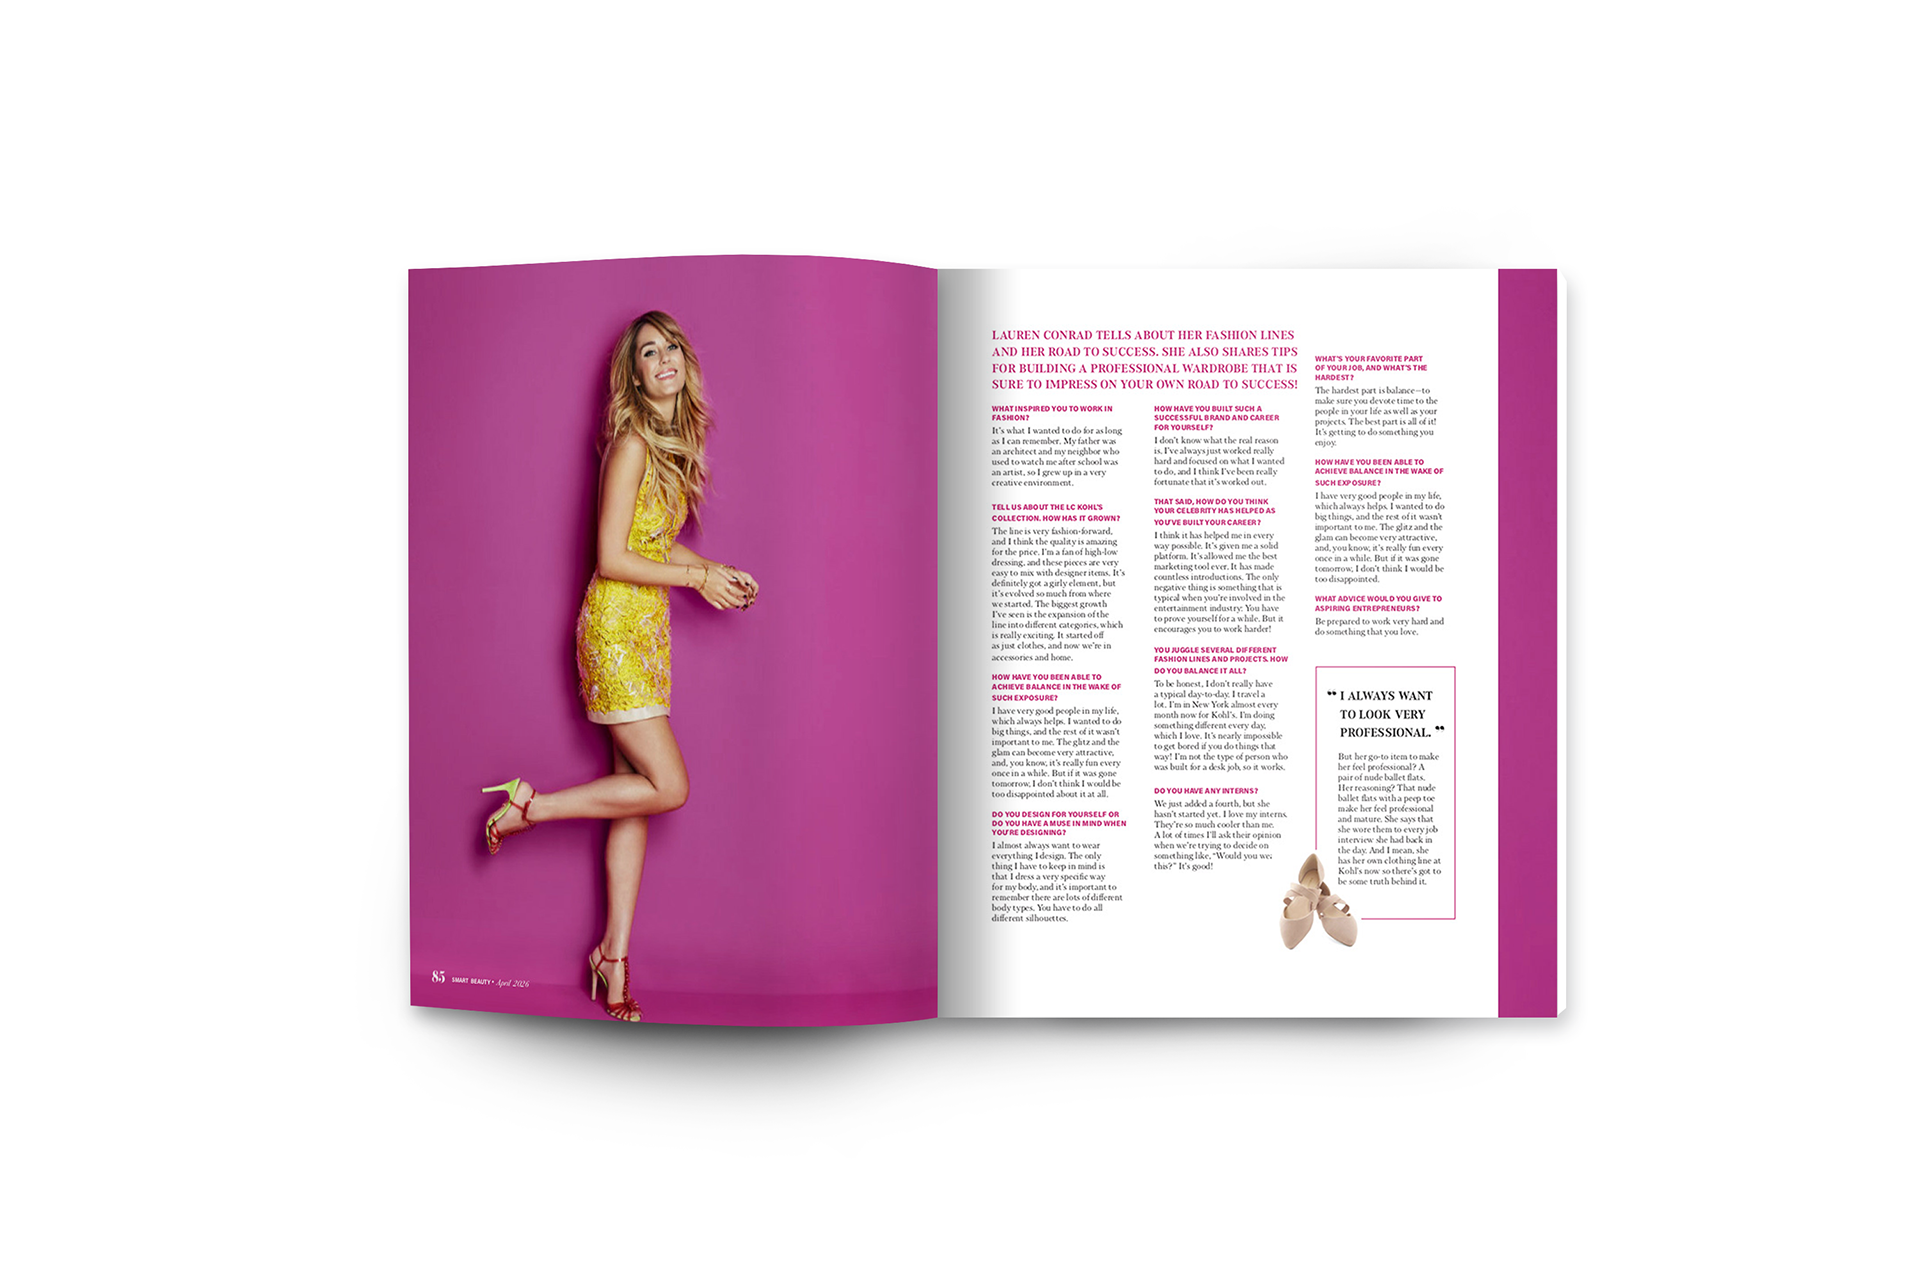 85 SMART BEAUTY • April 2026
LAUREN CONRAD TELLS ABOUT HER FASHION LINES
AND HER ROAD TO SUCCESS. SHE ALSO SHARES TIPS
FOR BUILDING A PROFESSIONAL WARDROBE THAT IS
SURE TO IMPRESS ON YOUR OWN ROAD TO SUCCESS!
WHAT INSPIRED YOU TO WORK IN
FASHION?
It's what I wanted to do for as long
as I can remember. My father was
an architect and my neighbor who
used to watch me after school was
an artist, so I grew up in a very
creative environment.
TELL US ABOUT THE LC KOHL'S
COLLECTION. HOW HAS IT GROWN?
The line is very fashion-forward,
and I think the quality is amazing
for the price. I'm a fan of high-low
dressing, and these pieces are very
easy to mix with designer items. It's
definitely got a girly element, but
it's evolved so much from where
we started. The biggest growth
I've seen is the expansion of the
line into different categories, which
is really exciting. It started off
as just clothes, and now we're in
accessories and home.
HOW HAVE YOU BEEN ABLE TO
ACHIEVE BALANCE IN THE WAKE OF
SUCH EXPOSURE?
I have very good people in my life,
which always helps. I wanted to do
big things, and the rest of it wasn't
important to me. The glitz and the
glam can become very attractive,
and, you know, it's really fun every
once in a while. But if it was gone
tomorrow, I don't think I would be
too disappointed about it at all.
DO YOU DESIGN FOR YOURSELF OR
DO YOU HAVE A MUSE IN MIND WHEN
YOU'RE DESIGNING?
I almost always want to wear
everything I design. The only
thing I have to keep in mind is
that I dress a very specific way
for my body, and it's important to
remember there are lots of different
body types. You have to do all
different silhouettes.
HOW HAVE YOU BUILT SUCH A
SUCCESSFUL BRAND AND CAREER
FOR YOURSELF?
I don't know what the real reason
is. I've always just worked really
hard and focused on what I wanted
to do, and I think I've been really
fortunate that it's worked out.
THAT SAID, HOW DO YOU THINK
YOUR CELEBRITY HAS HELPED AS
YOU'VE BUILT YOUR CAREER?
I think it has helped me in every
way possible. It's given me a solid
platform. It's allowed me the best
marketing tool ever. It has made
countless introductions. The only
negative thing is something that is
typical when you're involved in the
entertainment industry: You have
to prove yourself for a while. But it
encourages you to work harder!
YOU JUGGLE SEVERAL DIFFERENT
FASHION LINES AND PROJECTS. HOW
DO YOU BALANCE IT ALL?
To be honest, I don't really have
a typical day-to-day. I travel a
lot. I'm in New York almost every
month now for Kohl's. I'm doing
something different every day,
which I love. It's nearly impossible
to get bored if you do things that
way! I'm not the type of person who
was built for a desk job, so it works.
DO YOU HAVE ANY INTERNS?
We just added a fourth, but she
hasn't started yet. I love my interns.
They're so much cooler than me.
A lot of times I'll ask their opinion
when we're trying to decide on
something like, "Would you
this?" It's good!
WHAT'S YOUR FAVORITE PART
OF YOUR JOB, AND WHAT'S THE
HARDEST?
The hardest part is balance—to
make sure you devote time to the
people in your life as well as your
projects. The best part is all of it!
It's getting to do something you
enjoy.
HOW HAVE YOU BEEN ABLE TO
ACHIEVE BALANCE IN THE WAKE OF
SUCH EXPOSURE?
I have very good people in my life,
which always helps. I wanted to do
big things, and the rest of it wasn't
important to me. The glitz and the
glam can become very attractive,
and, you know, it's really fun every
once in a while. But if it was gone
tomorrow, I don't think I would be
too disappointed.
WHAT ADVICE WOULD YOU GIVE TO
ASPIRING ENTREPRENEURS?
Be prepared to work very hard and
do something that you love.
❝ I ALWAYS WANT
TO LOOK VERY
PROFESSIONAL. ❞
But her go-to item to make
her feel professional? A
pair of nude ballet flats.
Her reasoning? That nude
ballet flats with a peep toe
make her feel professional
and mature. She says that
she wore them to every job
interview she had back in
the day. And I mean, she
has her own clothing line at
Kohl's now so there's got to
be some truth behind it.